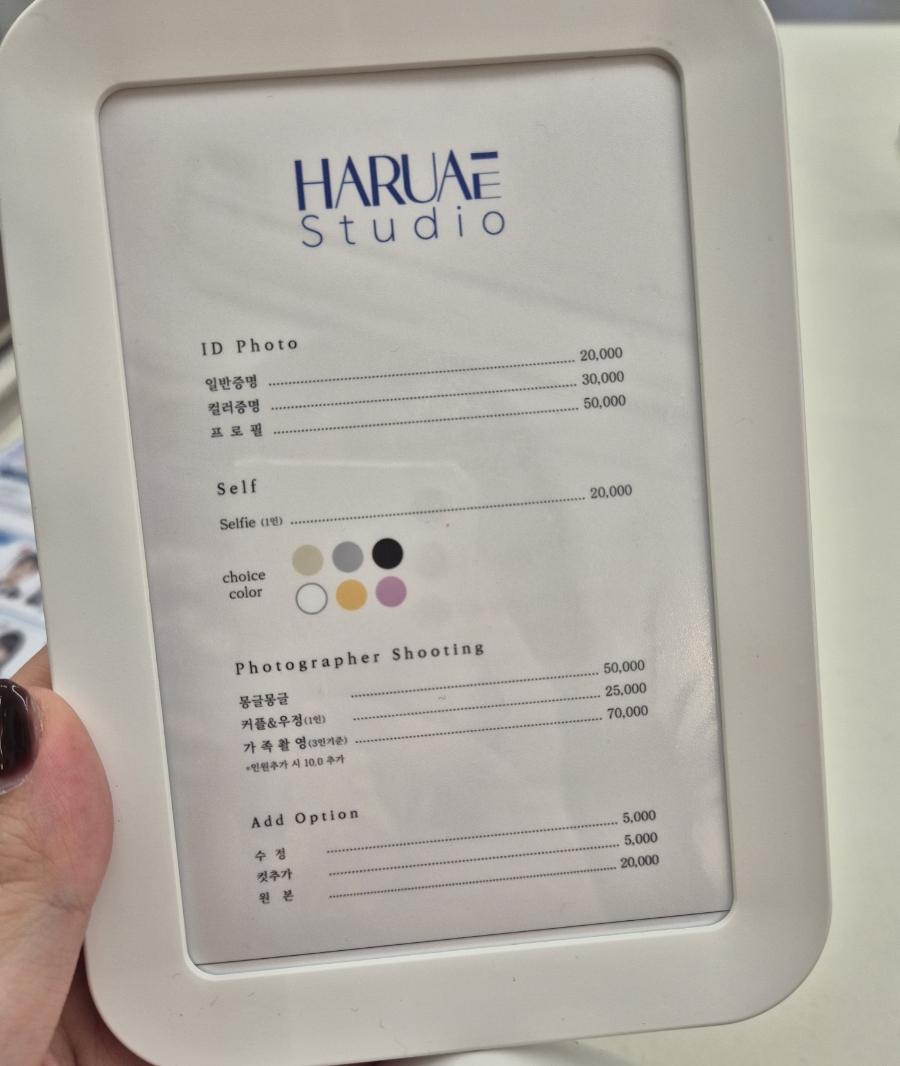 HARUAE
Studio
ID Photo
일반증명 20,000
컬러증명 30,000
프 로 필 50,000
Self
Selfie (1인) 20,000
choice
color
Photographer Shooting
몽글몽글 50,000
커플&우정(1인) 25,000
가 족 촬 영(3인기준) 70,000
*인원추가 시 10.0 추가
Add Option
수 정 5,000
컷추가 5,000
원 본 20,000